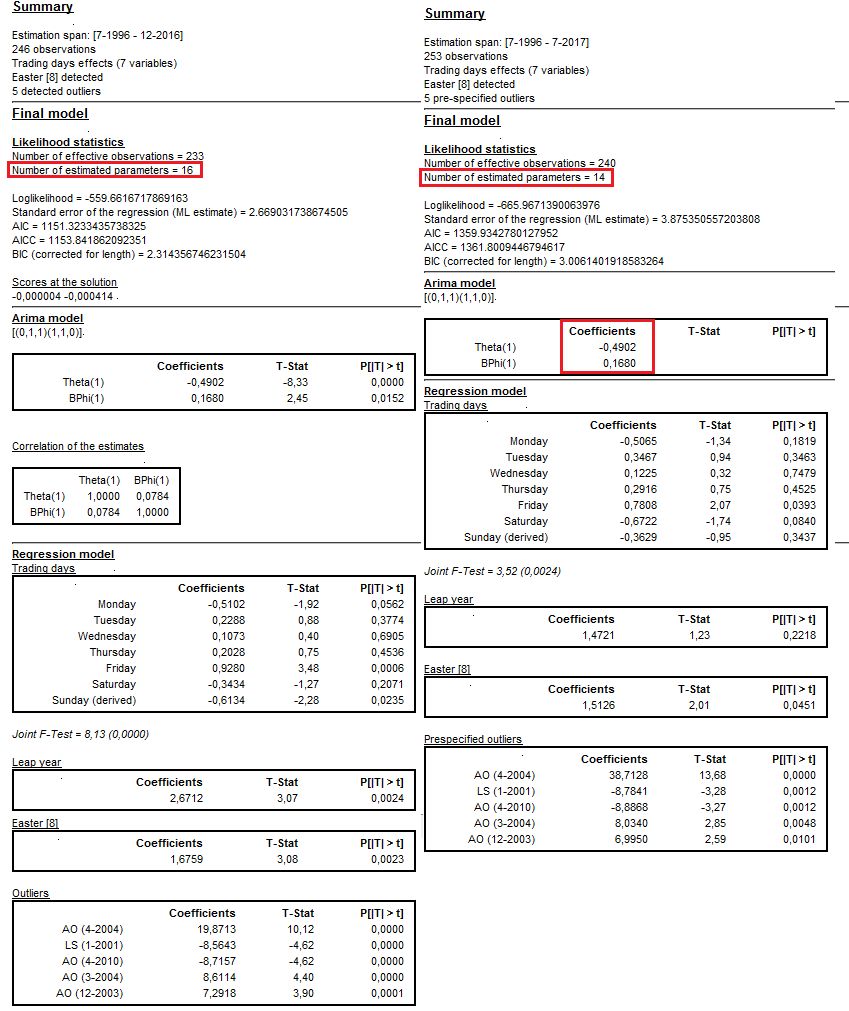 Summary
Estimation span: [7-1996 - 12-2016]
246 observations
Trading days effects (7 variables)
Easter [8] detected
5 detected outliers
Final model
Likelihood statistics
Number of effective observations = 233
Number of estimated parameters = 16
Loglikelihood = -559.6616717869163
Standard error of the regression (ML estimate) = 2.669031738674505
AIC = 1151.3233435738325
AICC = 1153.841862092351
BIC (corrected for length) = 2.314356746231504
Scores at the solution
-0,000004 -0,000414
Arima model
[(0,1,1)(1,1,0)]
Coefficients T-Stat P[|T| > t]
Theta(1) -0,4902 -8,33 0,0000
BPhi(1) 0,1680 2,45 0,0152
Correlation of the estimates
Theta(1) BPhi(1)
Theta(1) 1,0000 0,0784
BPhi(1) 0,0784 1,0000
Regression model
Trading days
Coefficients T-Stat P[|T| > t]
Monday -0,5102 -1,92 0,0562
Tuesday 0,2288 0,88 0,3774
Wednesday 0,1073 0,40 0,6905
Thursday 0,2028 0,75 0,4536
Friday 0,9280 3,48 0,0006
Saturday -0,3434 -1,27 0,2071
Sunday (derived) -0,6134 -2,28 0,0235
Joint F-Test = 8,13 (0,0000)
Leap year
Coefficients T-Stat P[|T| > t]
2,6712 3,07 0,0024
Easter [8]
Coefficients T-Stat P[|T| > t]
1,6759 3,08 0,0023
Outliers
Coefficients T-Stat P[|T| > t]
AO (4-2004) 19,8713 10,12 0,0000
LS (1-2001) -8,5643 -4,62 0,0000
AO (4-2010) -8,7157 -4,62 0,0000
AO (3-2004) 8,6114 4,40 0,0000
AO (12-2003) 7,2918 3,90 0,0001
Summary
Estimation span: [7-1996 - 7-2017]
253 observations
Trading days effects (7 variables)
Easter [8] detected
5 pre-specified outliers
Final model
Likelihood statistics
Number of effective observations = 240
Number of estimated parameters = 14
Loglikelihood = -665.9671390063976
Standard error of the regression (ML estimate) = 3.875350557203808
AIC = 1359.9342780127952
AICC = 1361.8009446794617
BIC (corrected for length) = 3.0061401918583264
Arima model
[(0,1,1)(1,1,0)]
Coefficients T-Stat P[|T| > t]
Theta(1) -0,4902
BPhi(1) 0,1680
Regression model
Trading days
Coefficients T-Stat P[|T| > t]
Monday -0,5065 -1,34 0,1819
Tuesday 0,3467 0,94 0,3463
Wednesday 0,1225 0,32 0,7479
Thursday 0,2916 0,75 0,4525
Friday 0,7808 2,07 0,0393
Saturday -0,6722 -1,74 0,0840
Sunday (derived) -0,3629 -0,95 0,3437
Joint F-Test = 3,52 (0,0024)
Leap year
Coefficients T-Stat P[|T| > t]
1,4721 1,23 0,2218
Easter [8]
Coefficients T-Stat P[|T| > t]
1,5126 2,01 0,0451
Prespecified outliers
Coefficients T-Stat P[|T| > t]
AO (4-2004) 38,7128 13,68 0,0000
LS (1-2001) -8,7841 -3,28 0,0012
AO (4-2010) -8,8868 -3,27 0,0012
AO (3-2004) 8,0340 2,85 0,0048
AO (12-2003) 6,9950 2,59 0,0101